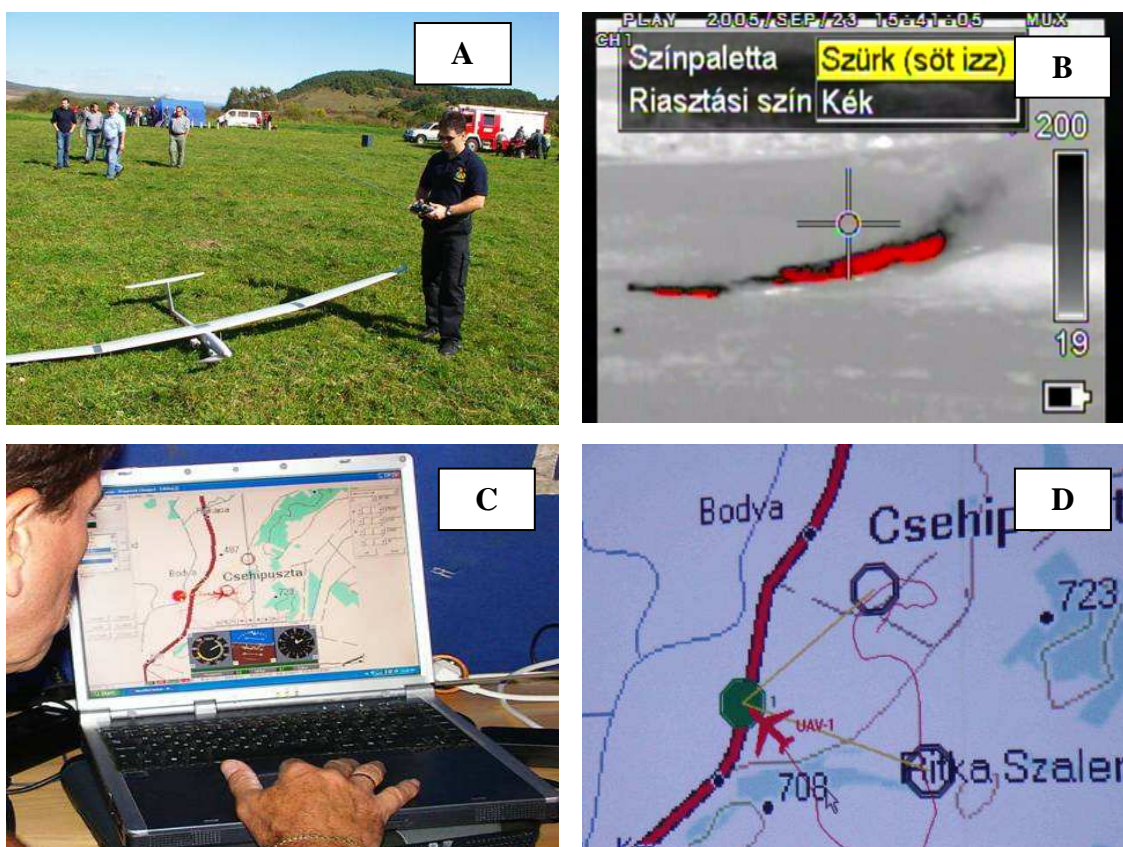 A
PLAY 2005/SEP/23 15:41:05 MUX
CH1
B
Színpaletta Szürk (söt izz)
Riasztási szín Kék
200
19
C
Bodya
Csehipuszta
723
D
Bodya
Csehip
723
1
UAV-1
Ritka Szaler
708